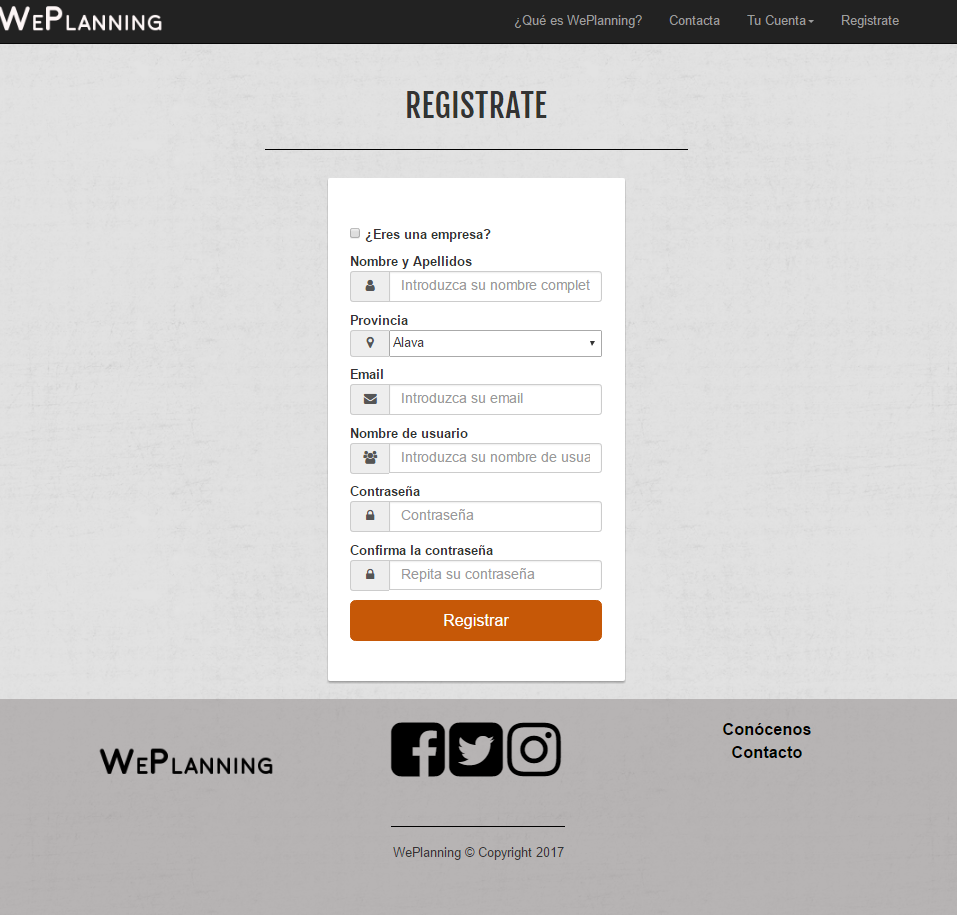 WEPLANNING
¿Qué es WePlanning? Contacta Tu Cuenta Registrate
REGISTRATE
¿Eres una empresa?
Nombre y Apellidos
Introduzca su nombre complet
Provincia
Alava
Email
Introduzca su email
Nombre de usuario
Introduzca su nombre de usua
Contraseña
Contraseña
Confirma la contraseña
Repita su contraseña
Registrar
WEPLANNING
Conócenos
Contacto
WePlanning © Copyright 2017